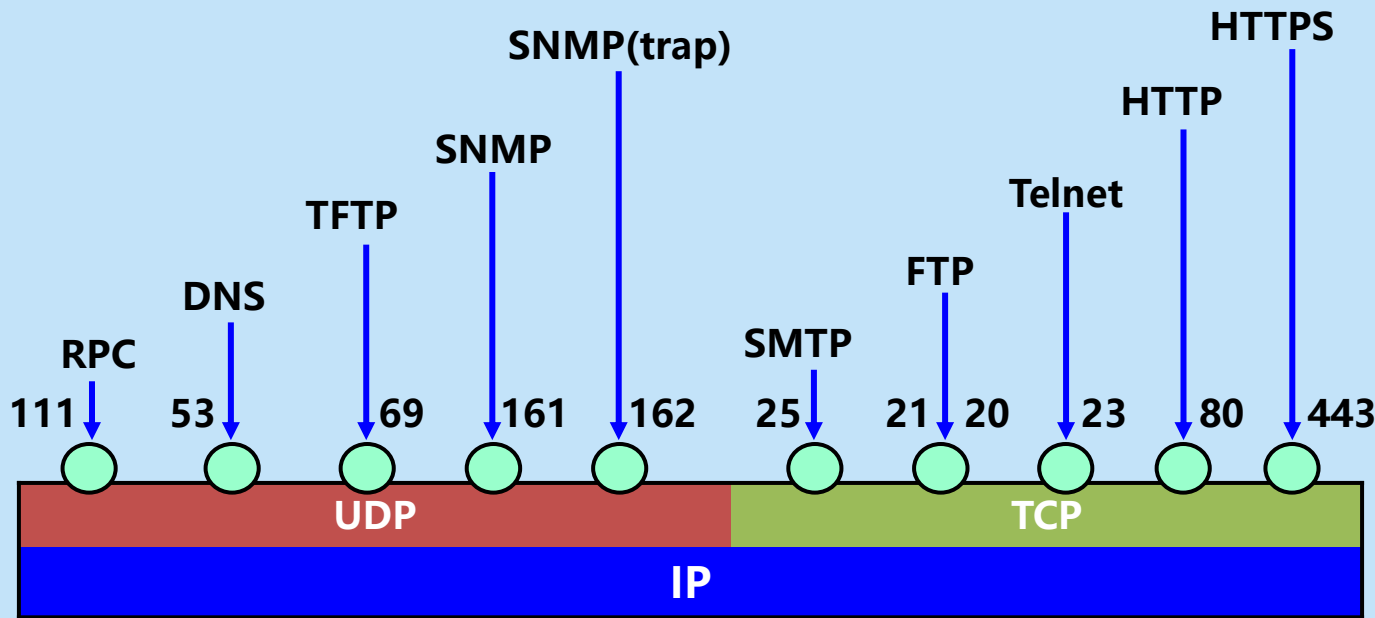 HTTPS
SNMP(trap)
HTTP
SNMP
Telnet
TFTP
FTP
DNS
SMTP
RPC
111 53 69 161 162 25 21 20 23 80 443
UDP TCP
IP